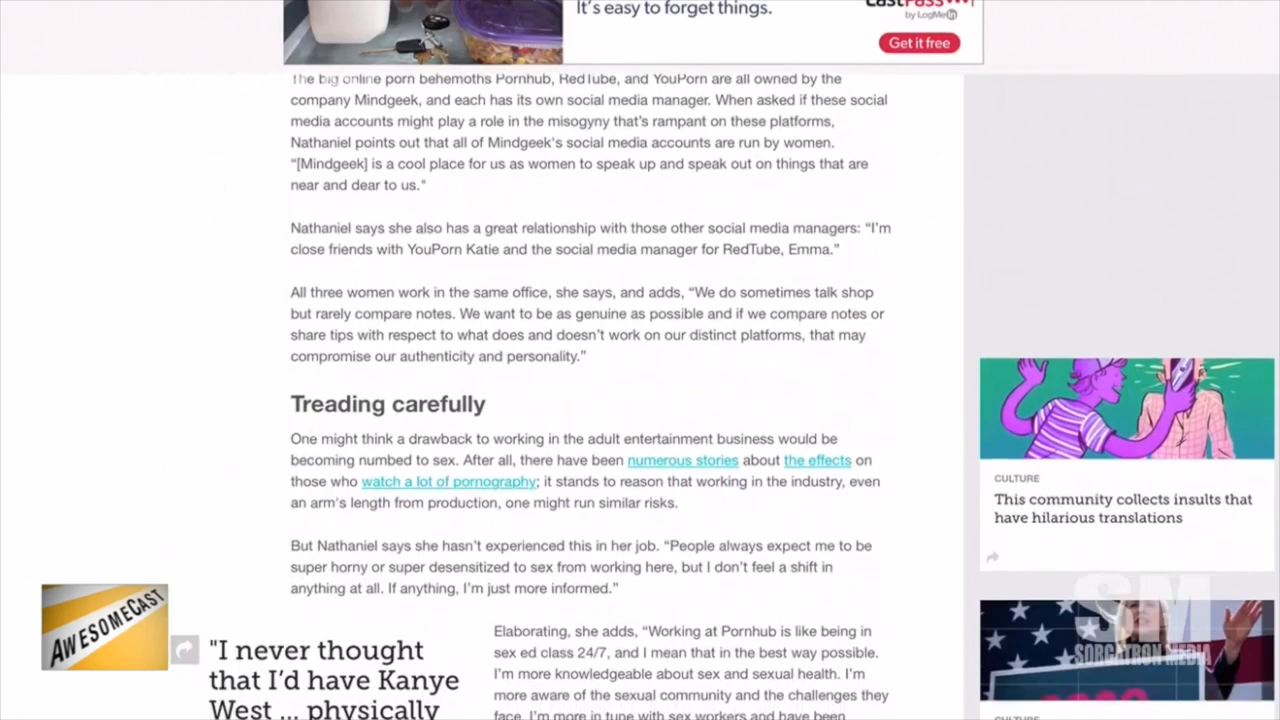 It's easy to forget things.
LastPass
by LogMeIn
Get it free
The big online porn behemoths Pornhub, RedTube, and YouPorn are all owned by the
company Mindgeek, and each has its own social media manager. When asked if these social
media accounts might play a role in the misogyny that's rampant on these platforms,
Nathaniel points out that all of Mindgeek's social media accounts are run by women.
“[Mindgeek] is a cool place for us as women to speak up and speak out on things that are
near and dear to us."
Nathaniel says she also has a great relationship with those other social media managers: “I'm
close friends with YouPorn Katie and the social media manager for RedTube, Emma.”
All three women work in the same office, she says, and adds, “We do sometimes talk shop
but rarely compare notes. We want to be as genuine as possible and if we compare notes or
share tips with respect to what does and doesn't work on our distinct platforms, that may
compromise our authenticity and personality.”
Treading carefully
One might think a drawback to working in the adult entertainment business would be
becoming numbed to sex. After all, there have been numerous stories about the effects on
those who watch a lot of pornography; it stands to reason that working in the industry, even
an arm's length from production, one might run similar risks.
But Nathaniel says she hasn't experienced this in her job. “People always expect me to be
super horny or super desensitized to sex from working here, but I don't feel a shift in
anything at all. If anything, I'm just more informed.”
"I never thought
that I'd have Kanye
West ... physically
Elaborating, she adds, “Working at Pornhub is like being in
sex ed class 24/7, and I mean that in the best way possible.
I'm more knowledgeable about sex and sexual health. I'm
more aware of the sexual community and the challenges they
face. I'm more in tune with sex workers and have been
CULTURE
This community collects insults that
have hilarious translations
CULTURE
AWESOMECAST
SM
SORGATRON MEDIA